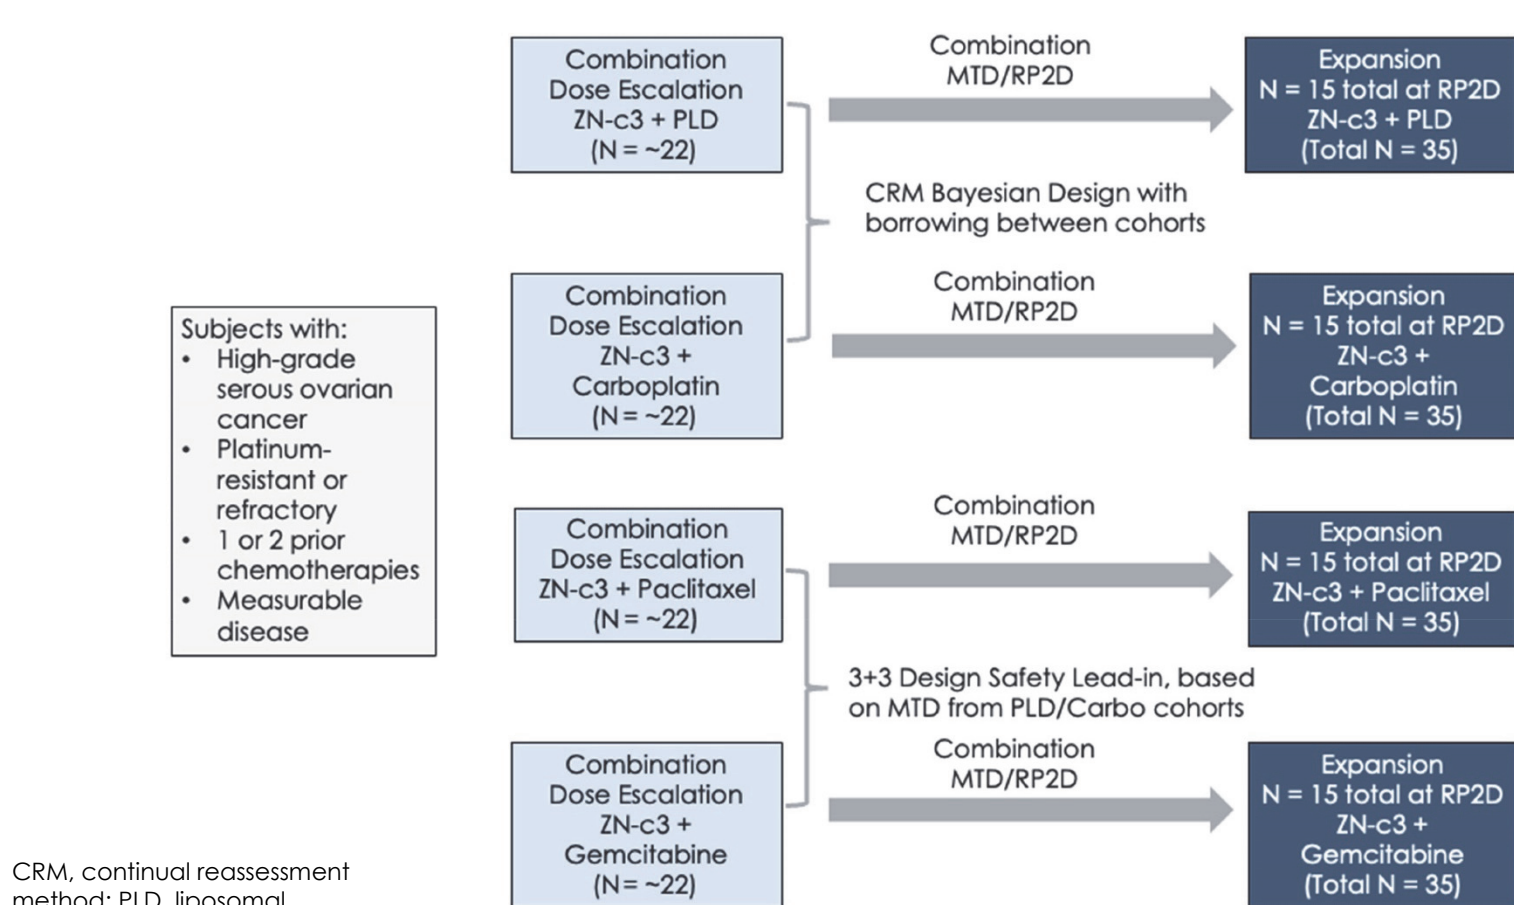 Subjects with:
• High-grade
serous ovarian
cancer
• Platinum-
resistant or
refractory
• 1 or 2 prior
chemotherapies
• Measurable
disease
Combination
Dose Escalation
ZN-c3 + PLD
(N = ~22)
Combination
MTD/RP2D
Expansion
N = 15 total at RP2D
ZN-c3 + PLD
(Total N = 35)
CRM Bayesian Design with
borrowing between cohorts
Combination
Dose Escalation
ZN-c3 +
Carboplatin
(N = ~22)
Combination
MTD/RP2D
Expansion
N = 15 total at RP2D
ZN-c3 +
Carboplatin
(Total N = 35)
Combination
Dose Escalation
ZN-c3 + Paclitaxel
(N = ~22)
Combination
MTD/RP2D
Expansion
N = 15 total at RP2D
ZN-c3 + Paclitaxel
(Total N = 35)
3+3 Design Safety Lead-in, based
on MTD from PLD/Carbo cohorts
Combination
Dose Escalation
ZN-c3 +
Gemcitabine
(N= ~22)
Combination
MTD/RP2D
Expansion
N = 15 total at RP2D
ZN-c3 +
Gemcitabine
(Total N = 35)
CRM, continual reassessment
method; PLD, liposomal